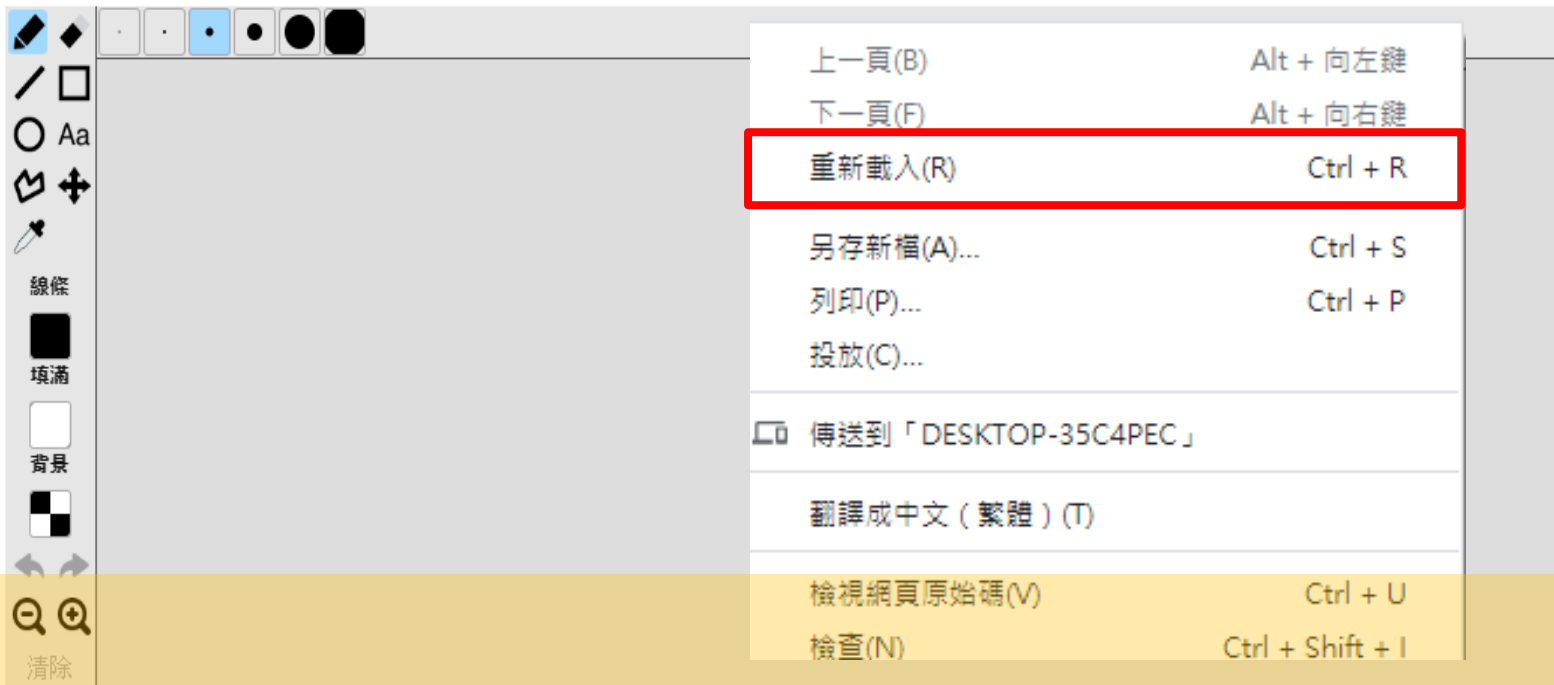 Aa
線條
填滿
背景
清除
上一頁(B) Alt + 向左鍵
下一頁(F) Alt + 向右鍵
重新載入(R) Ctrl + R
另存新檔(A)... Ctrl + S
列印(P)... Ctrl + P
投放(C)...
傳送到「DESKTOP-35C4PEC」
翻譯成中文（繁體）(T)
檢視網頁原始碼(V) Ctrl + U
檢查(N) Ctrl + Shift + I